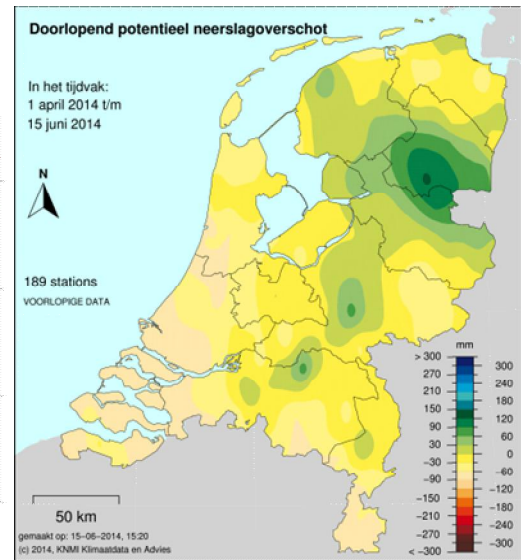 Doorlopend potentieel neerslagoverschot
In het tijdvak:
1 april 2014 t/m
15 juni 2014
N
189 stations
VOORLOPIGE DATA
mm
> 300
300
270
240
210
180
150
120
90
60
30
0
-30
-60
-90
-120
-150
-180
-210
-240
-270
-300
< -300
50 km
gemaakt op: 15-06-2014, 15:20
(c) 2014, KNMI Klimaatdata en Advies